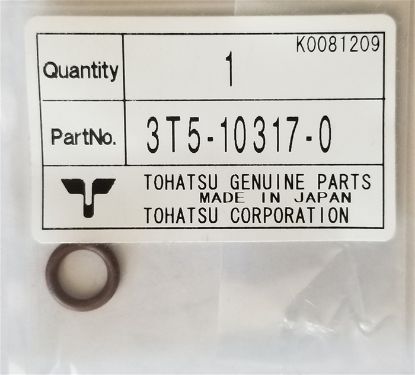 K0081209
Quantity 1
PartNo. 3T5-10317-0
TOHATSU GENUINE PARTS
MADE IN JAPAN
TOHATSU CORPORATION